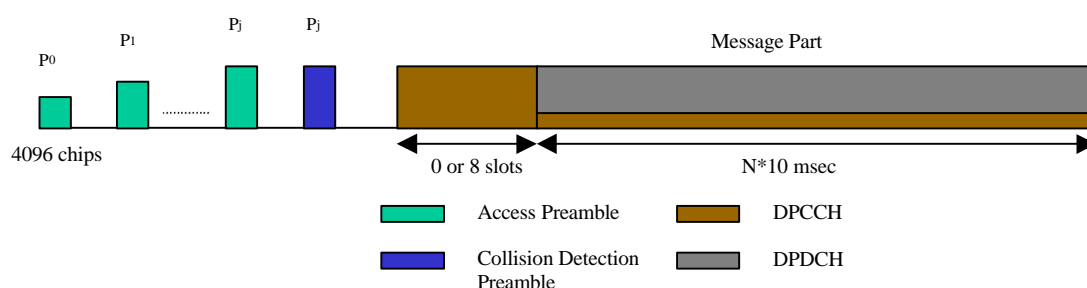 P0
P1
Pj
Pj
Message Part
.............
4096 chips
0 or 8 slots
N*10 msec
Access Preamble
DPCCH
Collision Detection
Preamble
DPDCH